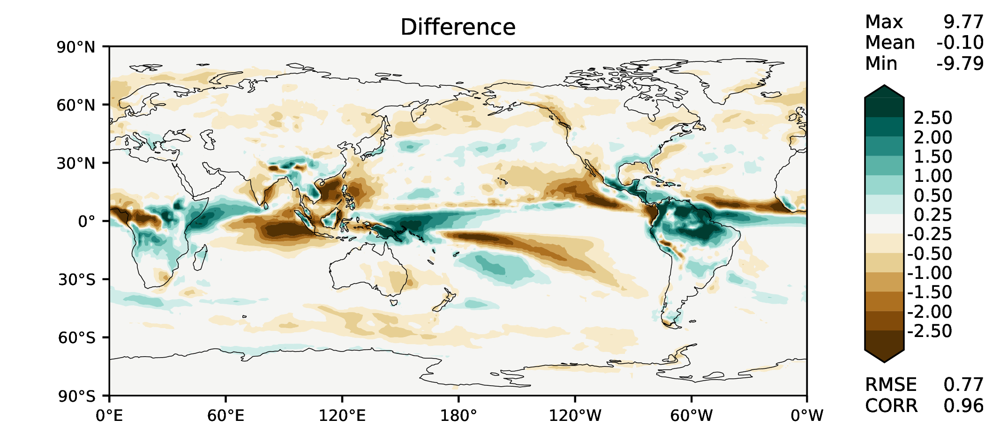 Difference
Max 9.77
Mean -0.10
Min -9.79
90°N
60°N
30°N
0°
30°S
60°S
90°S
0°E 60°E 120°E 180° 120°W 60°W 0°W
2.50
2.00
1.50
1.00
0.50
0.25
-0.25
-0.50
-1.00
-1.50
-2.00
-2.50
RMSE 0.77
CORR 0.96